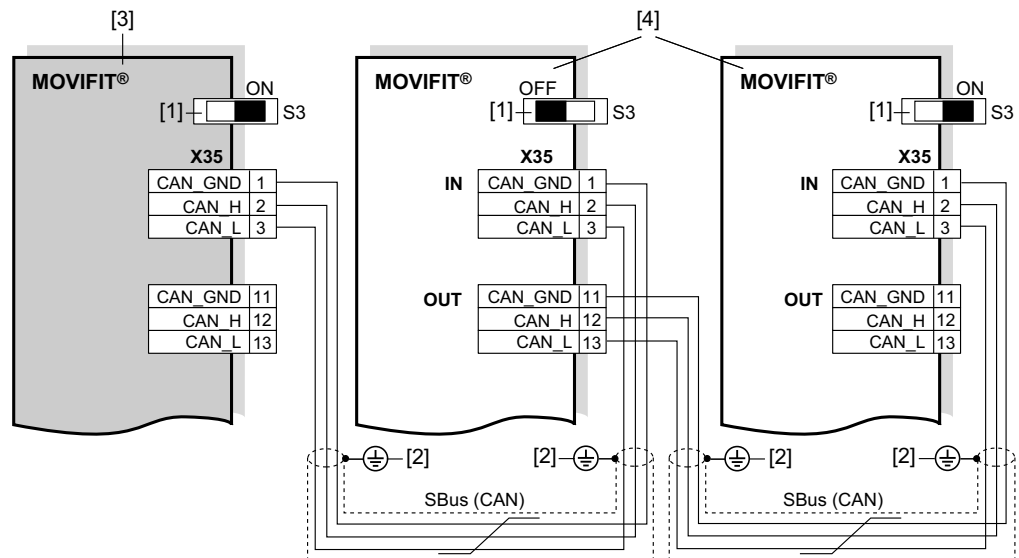 [3]
[4]
MOVIFIT®
ON
[1]
S3
X35
CAN_GND 1
CAN_H 2
CAN_L 3
CAN_GND 11
CAN_H 12
CAN_L 13
MOVIFIT®
OFF
[1]
S3
X35
IN
CAN_GND 1
CAN_H 2
CAN_L 3
OUT
CAN_GND 11
CAN_H 12
CAN_L 13
MOVIFIT®
ON
[1]
S3
X35
IN
CAN_GND 1
CAN_H 2
CAN_L 3
OUT
CAN_GND 11
CAN_H 12
CAN_L 13
[2]
[2]
[2]
[2]
SBus (CAN)
SBus (CAN)